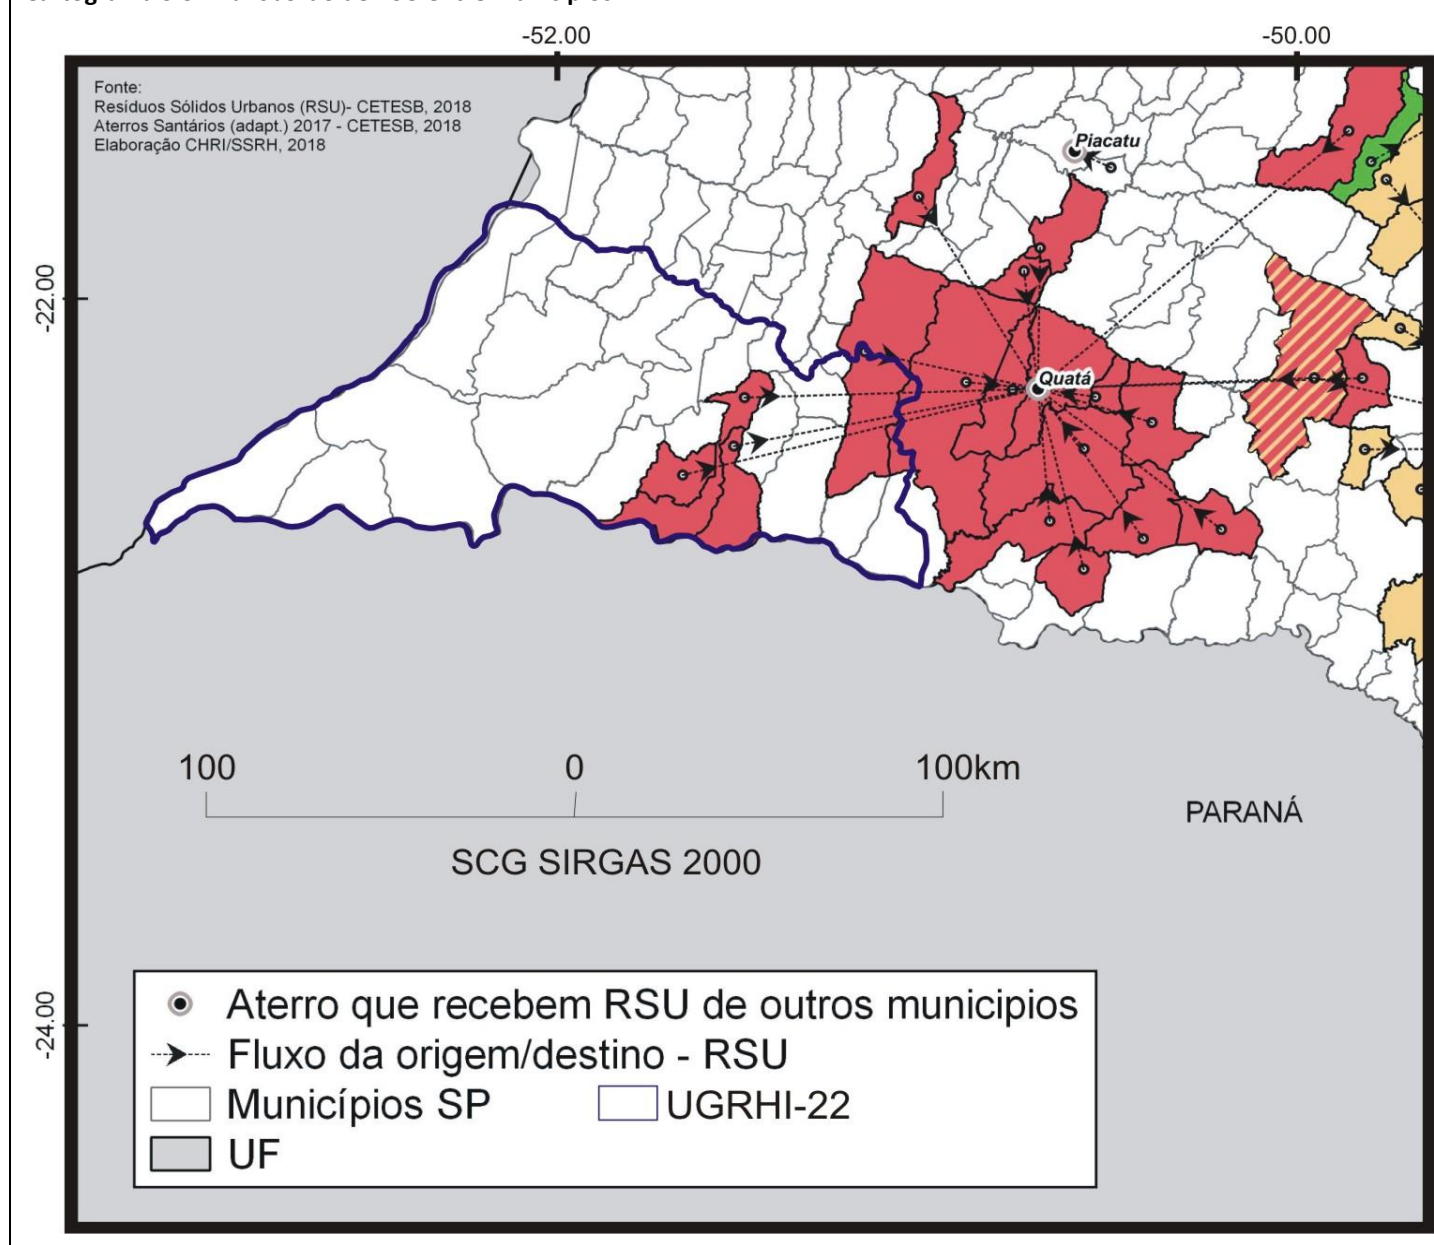 -52.00
-50.00
Fonte:
Resíduos Sólidos Urbanos (RSU)- CETESB, 2018
Aterros Santários (adapt.) 2017 - CETESB, 2018
Elaboração CHRI/SSRH, 2018
Piacatu
-22.00
Quatá
100 0 100km
PARANÁ
SCG SIRGAS 2000
-24.00
Aterro que recebem RSU de outros municipios
Fluxo da origem/destino - RSU
Municípios SP
UGRHI-22
UF